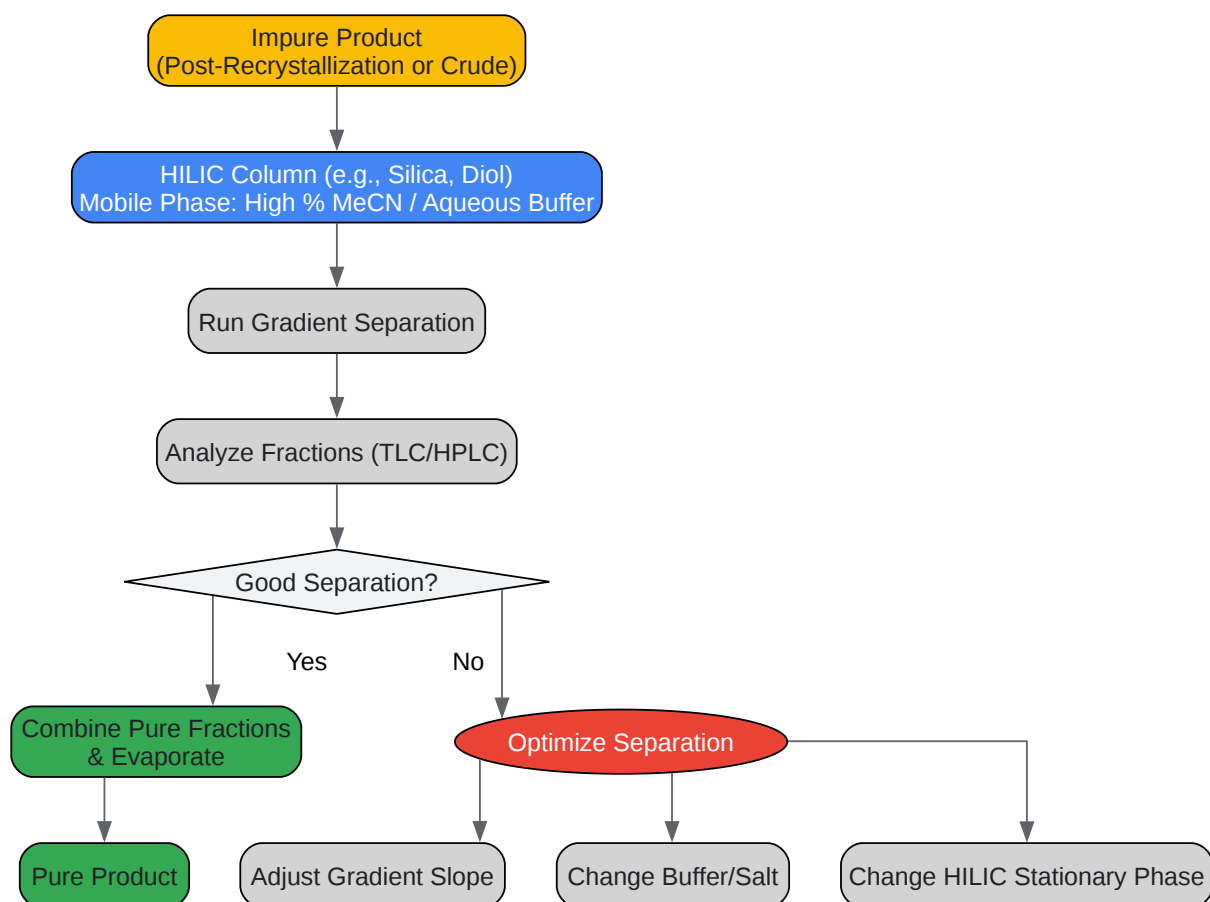 Impure Product
(Post-Recrystallization or Crude)
HILIC Column (e.g., Silica, Diol)
Mobile Phase: High % MeCN / Aqueous Buffer
Run Gradient Separation
Analyze Fractions (TLC/HPLC)
Good Separation?
Yes
No
Combine Pure Fractions
& Evaporate
Optimize Separation
Pure Product
Adjust Gradient Slope
Change Buffer/Salt
Change HILIC Stationary Phase